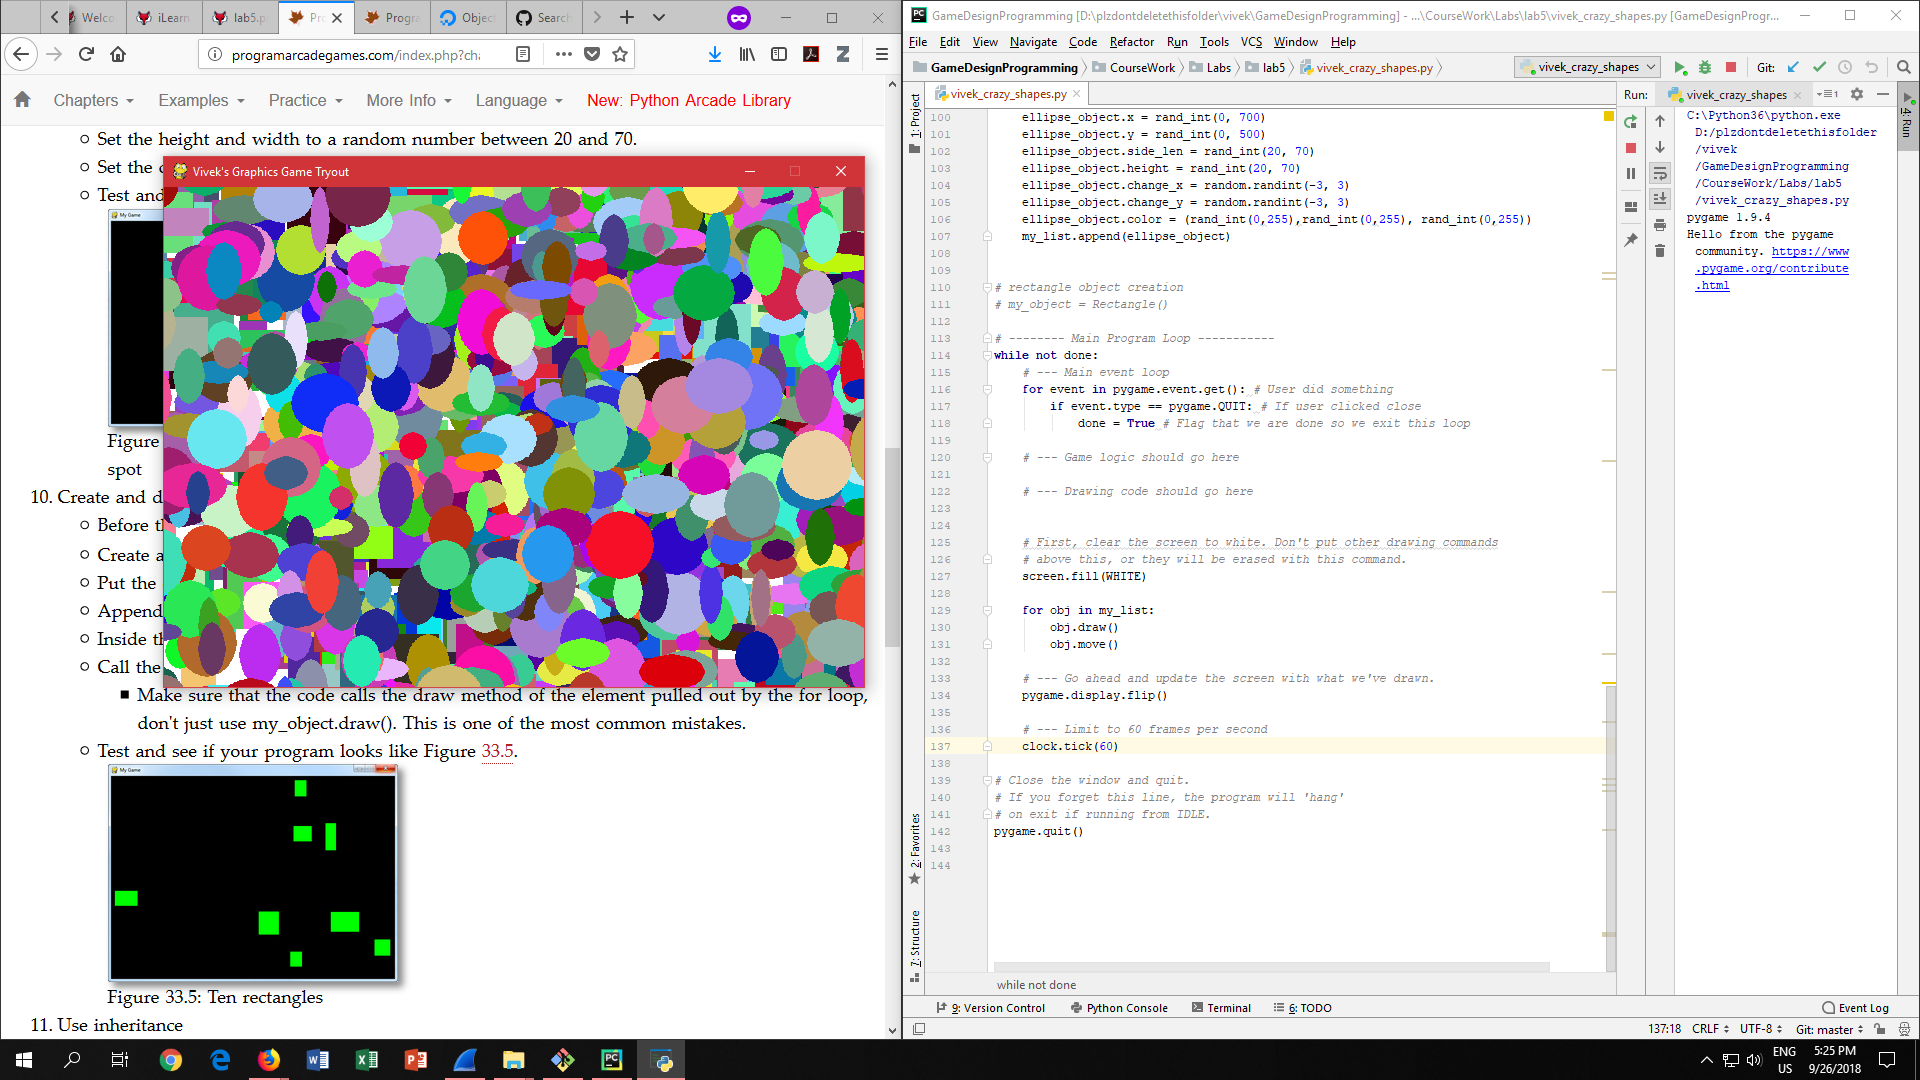 Welco
iLearn
lab5.p
Pr
Progra
Object
Search
programarcadegames.com/index.php?cha
Chapters
Examples
Practice
More Info
Language
New: Python Arcade Library
Set the height and width to a random number between 20 and 70.
Set the
Test and
My Game
Vivek's Graphics Game Tryout
Figure
spot
10. Create and d
Before th
Create a
Put the
Append
Inside th
Call the
Make sure that the code calls the draw method of the element pulled out by the for loop,
don't just use my_object.draw(). This is one of the most common mistakes.
Test and see if your program looks like Figure 33.5.
My Game
Figure 33.5: Ten rectangles
11. Use inheritance
GameDesignProgramming [D:\plzdontdeletethisfolder\vivek\GameDesignProgramming] - ...\CourseWork\Labs\lab5\vivek_crazy_shapes.py [GameDesignProgr...
File Edit View Navigate Code Refactor Run Tools VCS Window Help
GameDesignProgramming CourseWork Labs lab5 vivek_crazy_shapes.py
vivek_crazy_shapes
Git:
1: Project
vivek_crazy_shapes.py
100 ellipse_object.x = rand_int(0, 700)
101 ellipse_object.y = rand_int(0, 500)
102 ellipse_object.side_len = rand_int(20, 70)
103 ellipse_object.height = rand_int(20, 70)
104 ellipse_object.change_x = random.randint(-3, 3)
105 ellipse_object.change_y = random.randint(-3, 3)
106 ellipse_object.color = (rand_int(0,255),rand_int(0,255), rand_int(0,255))
107 my_list.append(ellipse_object)
108
109
110 # rectangle object creation
111 # my_object = Rectangle()
112
113 # -------- Main Program Loop -----------
114 while not done:
115 # --- Main event loop
116 for event in pygame.event.get(): # User did something
117 if event.type == pygame.QUIT: # If user clicked close
118 done = True # Flag that we are done so we exit this loop
119
120 # --- Game logic should go here
121
122 # --- Drawing code should go here
123
124
125 # First, clear the screen to white. Don't put other drawing commands
126 # above this, or they will be erased with this command.
127 screen.fill(WHITE)
128
129 for obj in my_list:
130 obj.draw()
131 obj.move()
132
133 # --- Go ahead and update the screen with what we've drawn.
134 pygame.display.flip()
135
136 # --- Limit to 60 frames per second
137 clock.tick(60)
138
139 # Close the window and quit.
140 # If you forget this line, the program will 'hang'
141 # on exit if running from IDLE.
142 pygame.quit()
143
144
while not done
2: Favorites
7: Structure
Run: vivek_crazy_shapes
4: Run
C:\Python36\python.exe
D:/plzdontdeletethisfolder
/vivek
/GameDesignProgramming
/CourseWork/Labs/lab5
/vivek_crazy_shapes.py
pygame 1.9.4
Hello from the pygame
community. https://www
.pygame.org/contribute
.html
9: Version Control Python Console Terminal 6: TODO Event Log
137:18 CRLF UTF-8 Git: master
ENG
US
5:25 PM
9/26/2018